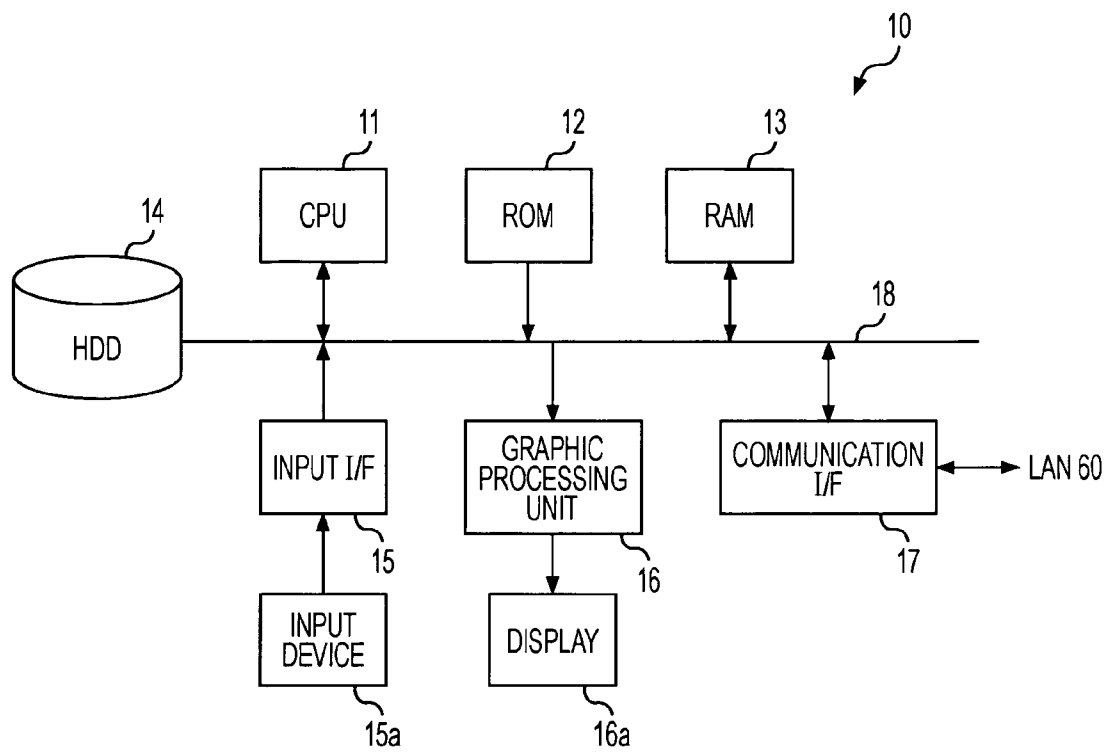 10
11
12
13
CPU
ROM
RAM
14
HDD
18
INPUT I/F
GRAPHIC
PROCESSING
UNIT
COMMUNICATION
I/F
LAN 60
15
16
17
INPUT
DEVICE
DISPLAY
15a
16a